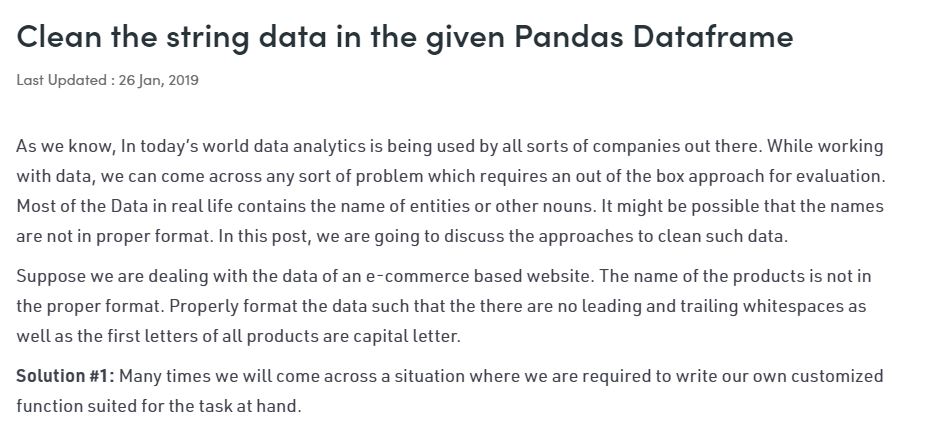 Clean the string data in the given Pandas Dataframe
Last Updated : 26 Jan, 2019
As we know, In today’s world data analytics is being used by all sorts of companies out there. While working
with data, we can come across any sort of problem which requires an out of the box approach for evaluation.
Most of the Data in real life contains the name of entities or other nouns. It might be possible that the names
are not in proper format. In this post, we are going to discuss the approaches to clean such data.
Suppose we are dealing with the data of an e-commerce based website. The name of the products is not in
the proper format. Properly format the data such that the there are no leading and trailing whitespaces as
well as the first letters of all products are capital letter.
Solution #1: Many times we will come across a situation where we are required to write our own customized
function suited for the task at hand.